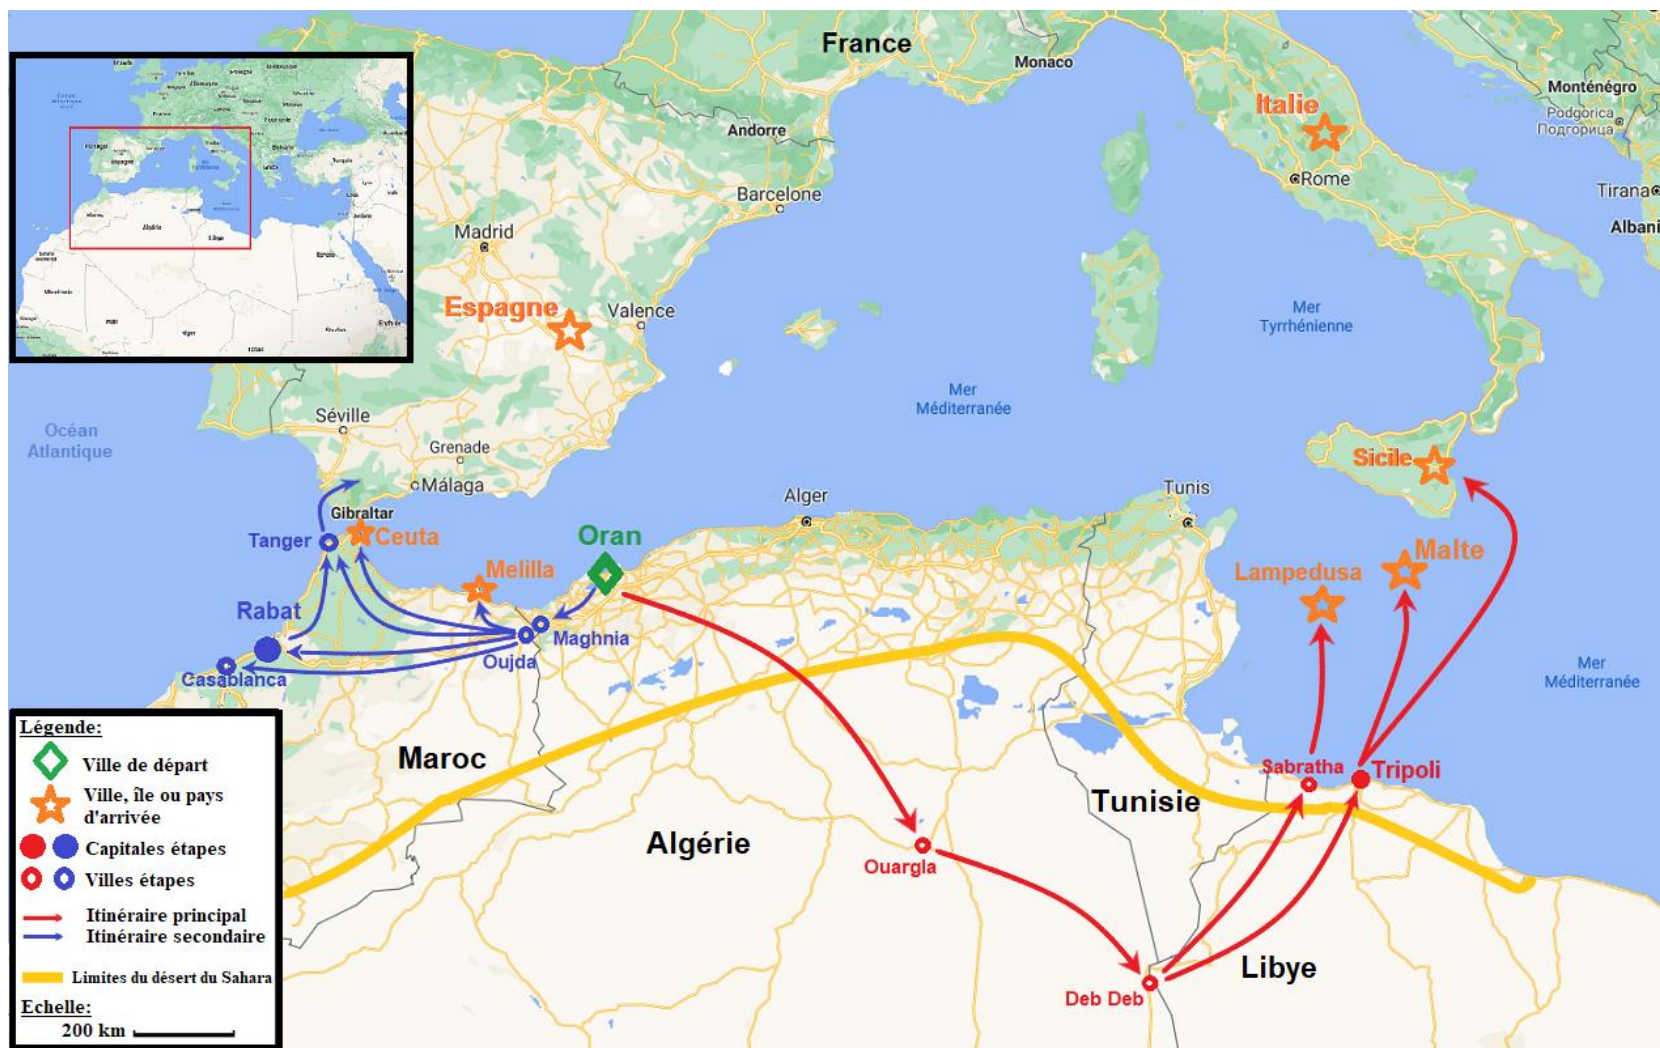 France
Monaco
Monténégro
Podgorica
Подгорица
Italie
Andorre
Rome
Tirana
Barcelone
Albani
Madrid
Espagne
Valence
Mer
Tyrrhénienne
Mer
Méditerranée
Séville
Océan
Atlantique
Grenade
Sicile
Málaga
Alger
Tunis
Gibraltar
Tanger
Ceuta
Oran
Malte
Melilla
Lampedusa
Rabat
Maghnia
Oujda
Casablanca
Mer
Méditerranée
Maroc
Sabratha
Tripoli
Tunisie
Algérie
Ouargla
Libye
Deb Deb
Légende:
Ville de départ
Ville, île ou pays
d'arrivée
Capitales étapes
Villes étapes
Itinéraire principal
Itinéraire secondaire
Limites du désert du Sahara
Echelle:
200 km